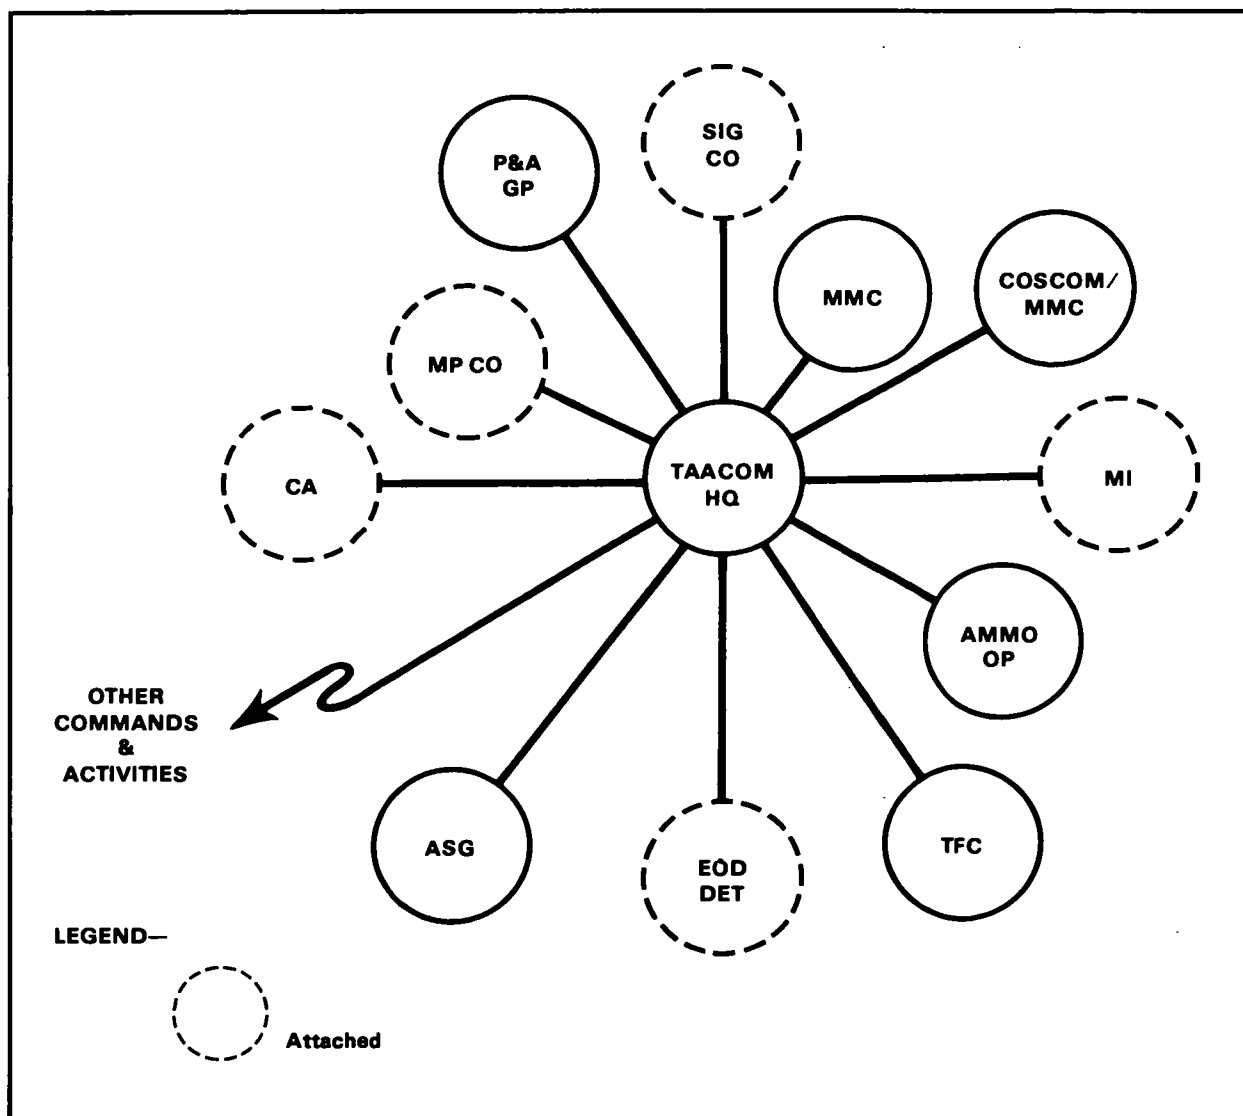 SIG
CO
P&A
GP
MMC
COSCOM/
MMC
MP CO
CA
TAACOM
HQ
MI
AMMO
OP
OTHER
COMMANDS
&
ACTIVITIES
ASG
EOD
DET
TFC
LEGEND—
Attached